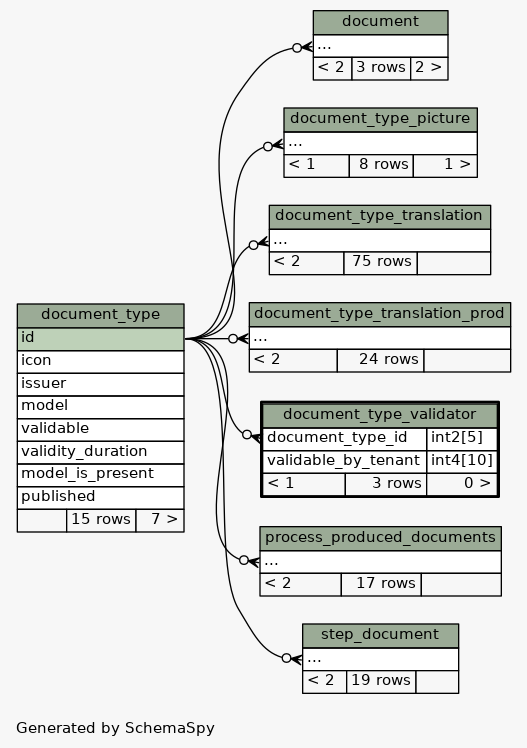 document
...
< 2 3 rows 2 >
document_type_picture
...
< 1 8 rows 1 >
document_type_translation
...
< 2 75 rows
document_type
id
icon
issuer
model
validable
validity_duration
model_is_present
published
15 rows 7 >
document_type_translation_prod
...
< 2 24 rows
document_type_validator
document_type_id int2[5]
validable_by_tenant int4[10]
< 1 3 rows 0 >
process_produced_documents
...
< 2 17 rows
step_document
...
< 2 19 rows
Generated by SchemaSpy